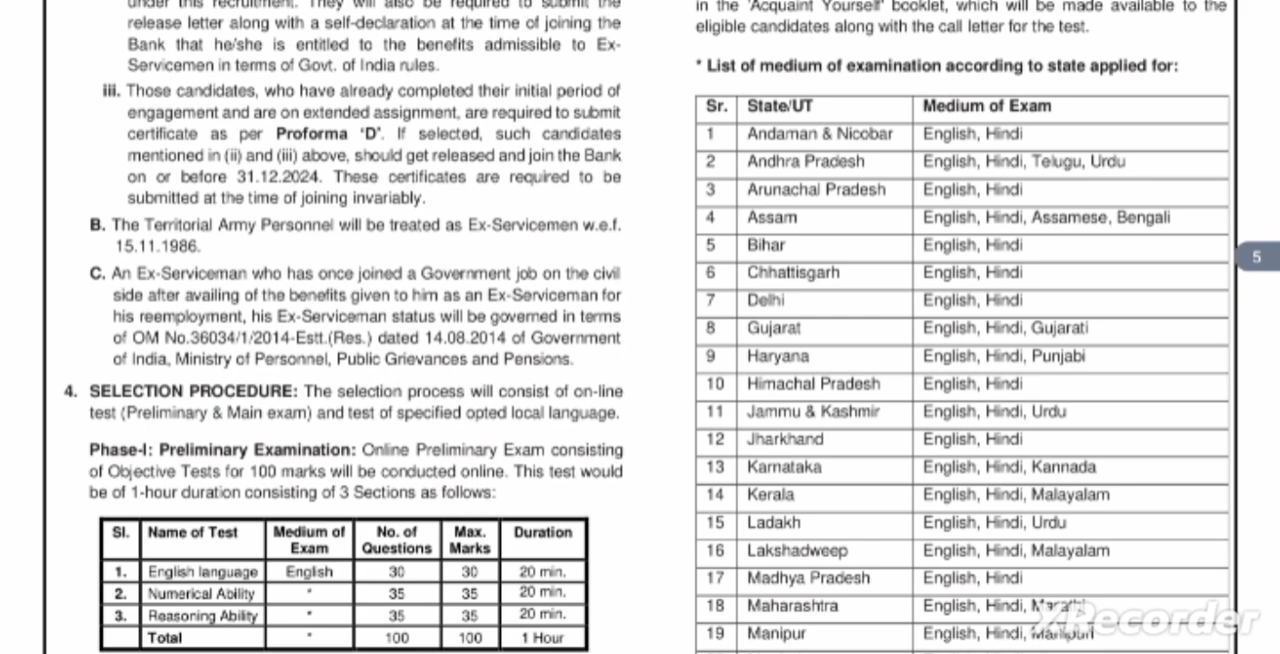 under this recruitment. They will also be required to submit the
release letter along with a self-declaration at the time of joining the
Bank that he/she is entitled to the benefits admissible to Ex-
Servicemen in terms of Govt. of India rules.
iii. Those candidates, who have already completed their initial period of
engagement and are on extended assignment, are required to submit
certificate as per Proforma 'D'. If selected, such candidates
mentioned in (ii) and (iii) above, should get released and join the Bank
on or before 31.12.2024. These certificates are required to be
submitted at the time of joining invariably.
B. The Territorial Army Personnel will be treated as Ex-Servicemen w.e.f.
15.11.1986.
C. An Ex-Serviceman who has once joined a Government job on the civil
side after availing of the benefits given to him as an Ex-Serviceman for
his reemployment, his Ex-Serviceman status will be governed in terms
of OM No.36034/1/2014-Estt.(Res.) dated 14.08.2014 of Government
of India, Ministry of Personnel, Public Grievances and Pensions.
4. SELECTION PROCEDURE: The selection process will consist of on-line
test (Preliminary & Main exam) and test of specified opted local language.
Phase-I: Preliminary Examination: Online Preliminary Exam consisting
of Objective Tests for 100 marks will be conducted online. This test would
be of 1-hour duration consisting of 3 Sections as follows:
Sl. Name of Test Medium of Exam No. of Questions Max. Marks Duration
1. English language English 30 30 20 min.
2. Numerical Ability * 35 35 20 min.
3. Reasoning Ability * 35 35 20 min.
Total * 100 100 1 Hour
in the 'Acquaint Yourself' booklet, which will be made available to the
eligible candidates along with the call letter for the test.
* List of medium of examination according to state applied for:
Sr. State/UT Medium of Exam
1 Andaman & Nicobar English, Hindi
2 Andhra Pradesh English, Hindi, Telugu, Urdu
3 Arunachal Pradesh English, Hindi
4 Assam English, Hindi, Assamese, Bengali
5 Bihar English, Hindi
6 Chhattisgarh English, Hindi
7 Delhi English, Hindi
8 Gujarat English, Hindi, Gujarati
9 Haryana English, Hindi, Punjabi
10 Himachal Pradesh English, Hindi
11 Jammu & Kashmir English, Hindi, Urdu
12 Jharkhand English, Hindi
13 Karnataka English, Hindi, Kannada
14 Kerala English, Hindi, Malayalam
15 Ladakh English, Hindi, Urdu
16 Lakshadweep English, Hindi, Malayalam
17 Madhya Pradesh English, Hindi
18 Maharashtra English, Hindi, Marathi
19 Manipur English, Hindi, Manipuri
5
XRecorder